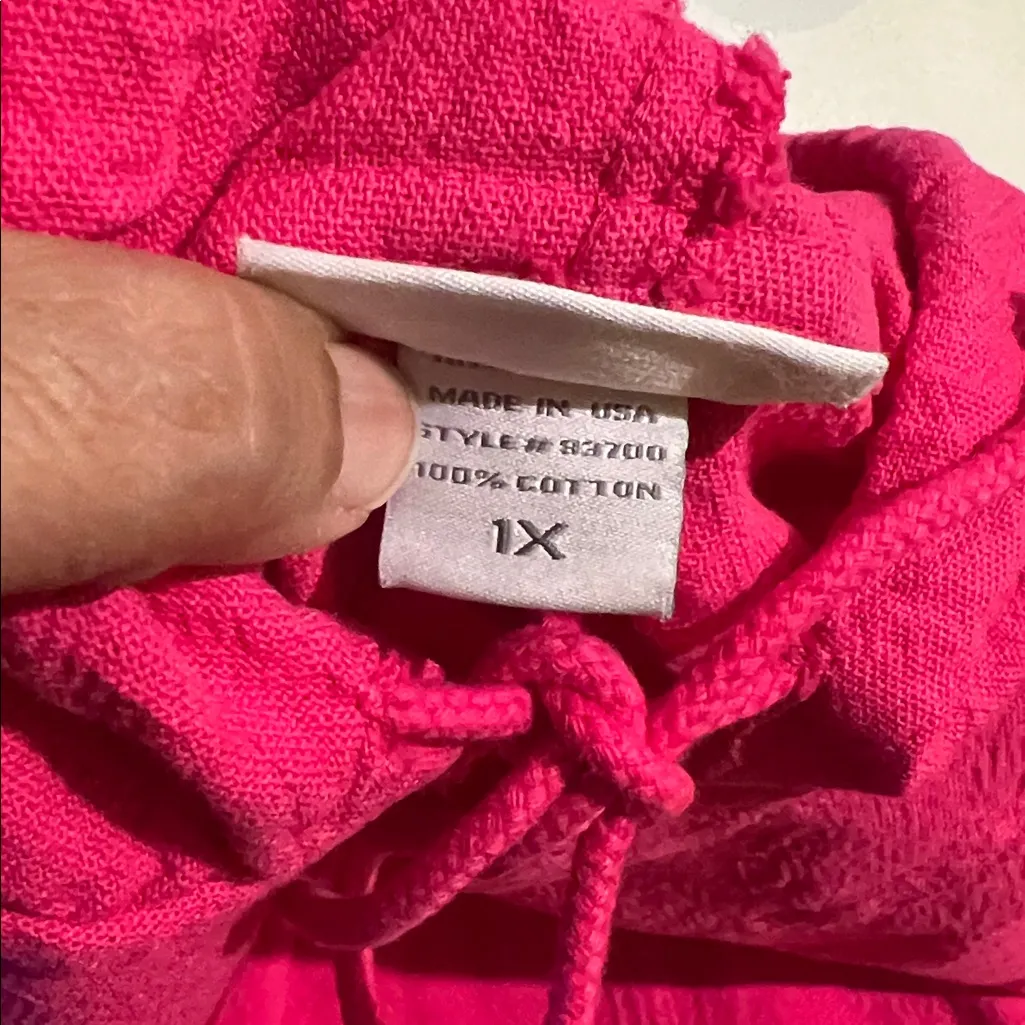 MADE IN USA
STYLE# 93700
100% COTTON
1X